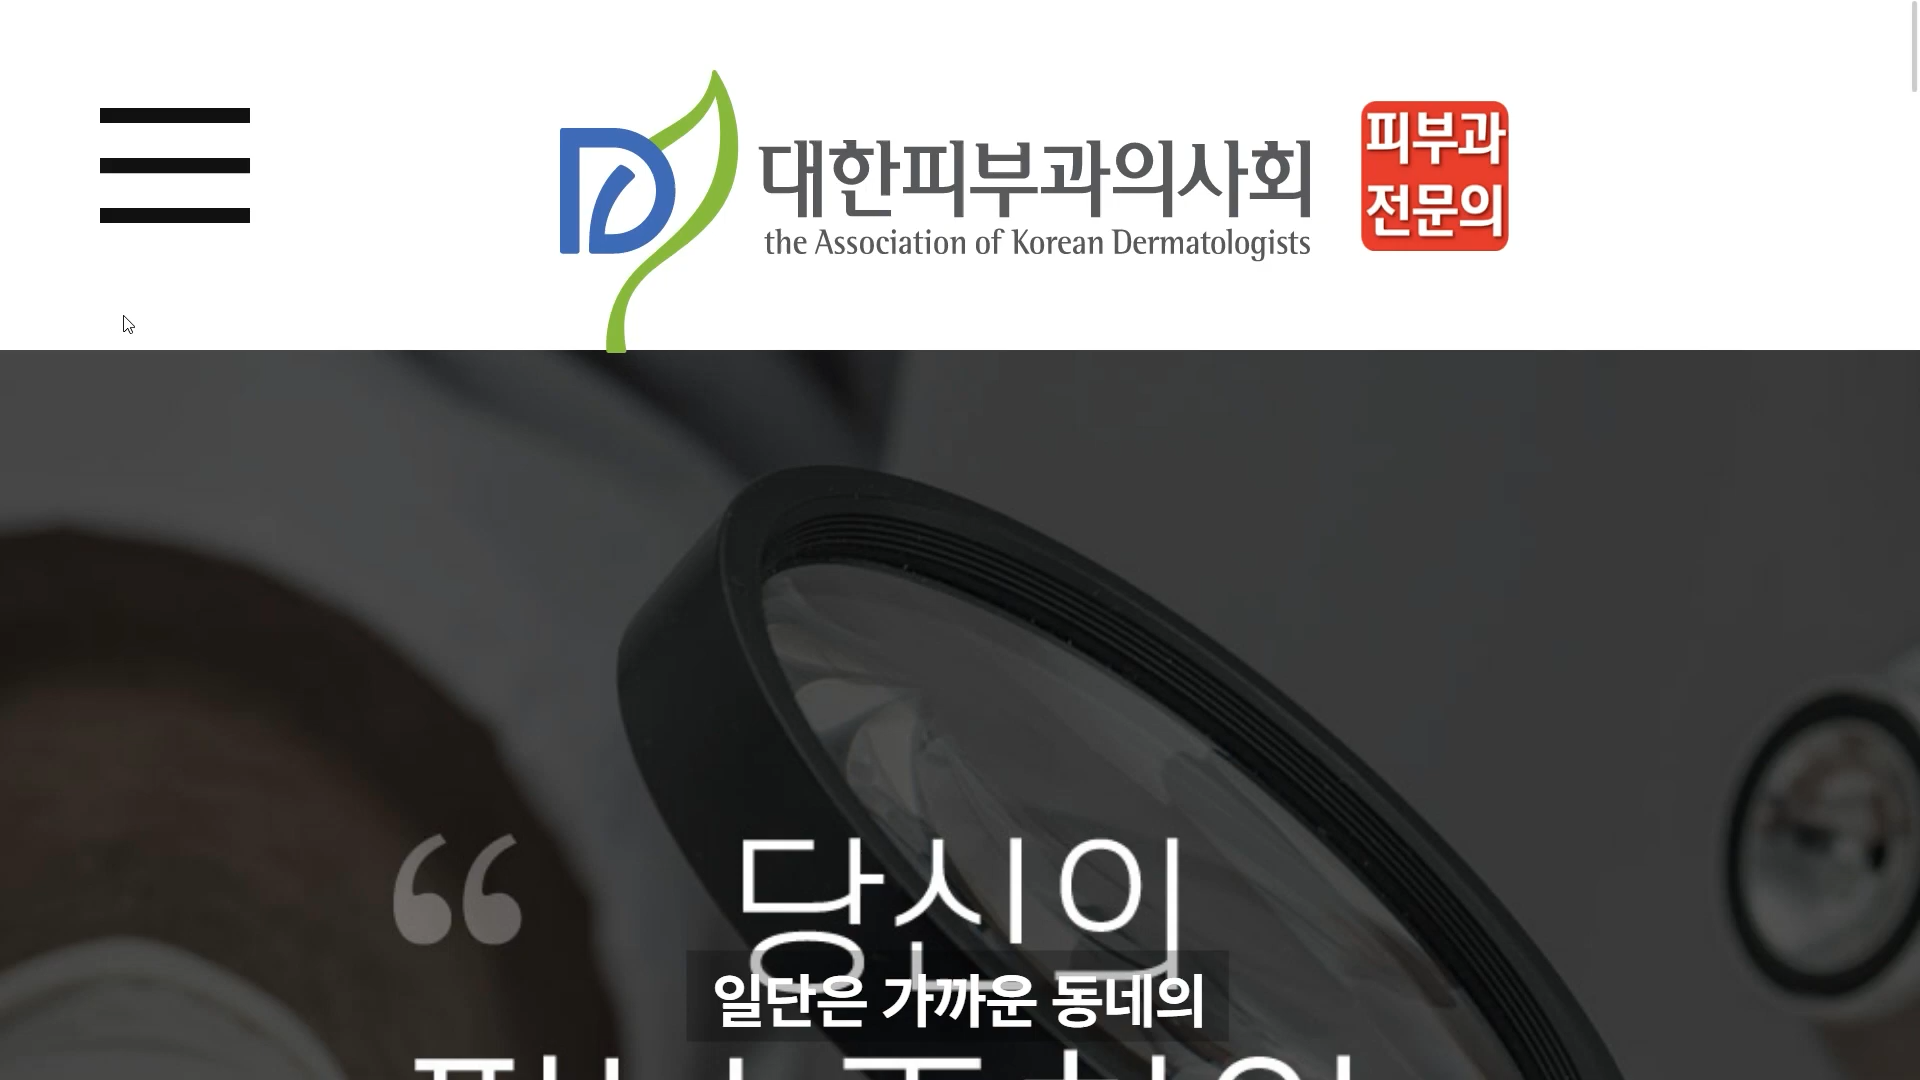 대한피부과의사회
the Association of Korean Dermatologists
피부과
전문의
“ 당신의
일단은 가까운 동네의